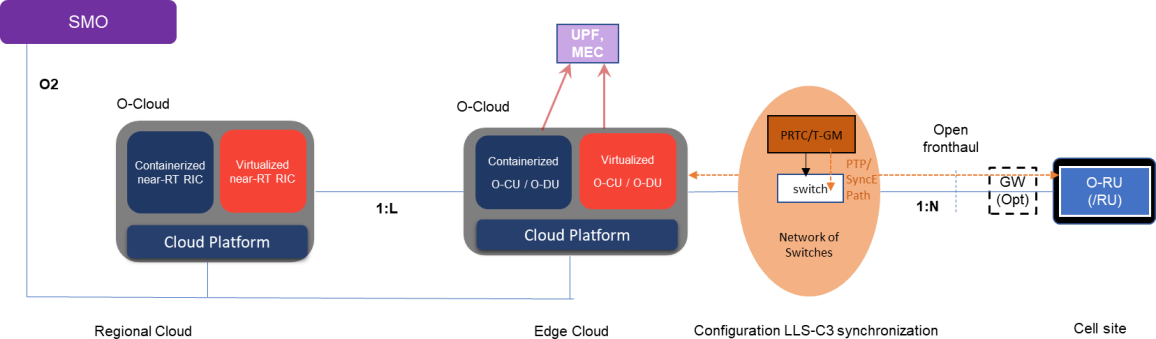 SMO
O2
O-Cloud
Containerized
near-RT RIC
Virtualized
near-RT RIC
Cloud Platform
Regional Cloud
1:L
UPF,
MEC
O-Cloud
Containerized
O-CU / O-DU
Virtualized
O-CU / O-DU
Cloud Platform
Edge Cloud
PRTC/T-GM
PTP/
SyncE
Path
switch
Network of
Switches
Configuration LLS-C3 synchronization
Open
fronthaul
1:N
GW
(Opt)
O-RU
(/RU)
Cell site